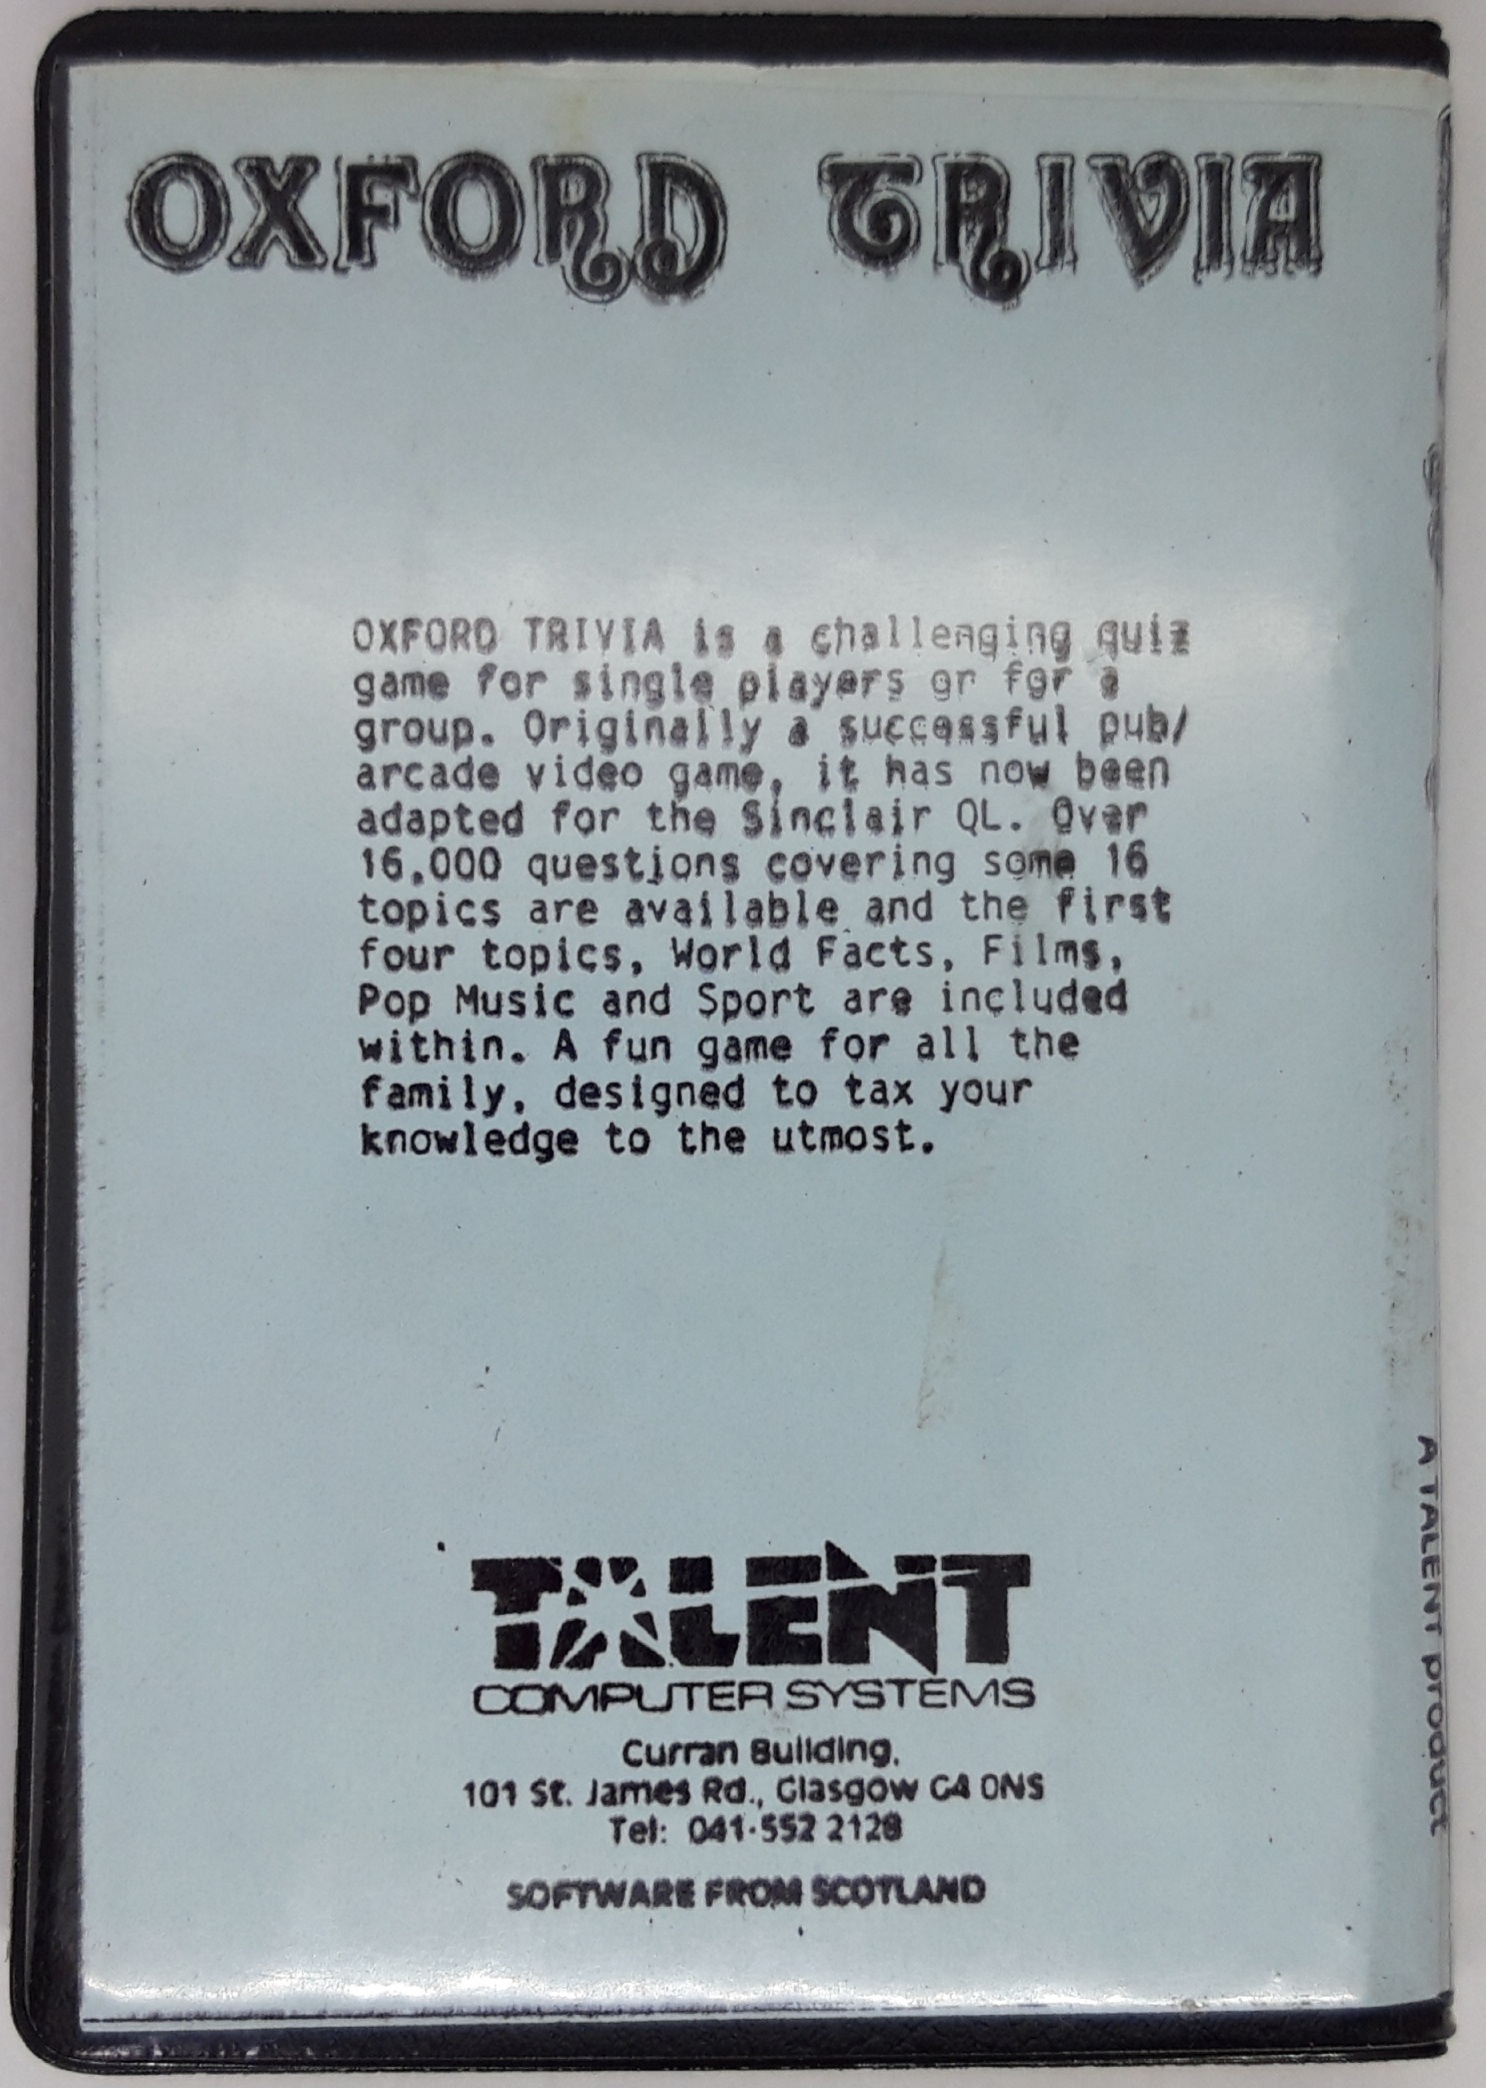 OXFORD TRIVIA
OXFORD TRIVIA is a challenging quiz
game for single players or for a
group. Originally a successful pub/
arcade video game, it has now been
adapted for the Sinclair QL. Over
16,000 questions covering some 16
topics are available and the first
four topics, World Facts, Films,
Pop Music and Sport are included
within. A fun game for all the
family, designed to tax your
knowledge to the utmost.
TALENT
COMPUTER SYSTEMS
Curran Building,
101 St. James Rd., Glasgow G4 0NS
Tel: 041-552 2128
SOFTWARE FROM SCOTLAND
A TALENT product